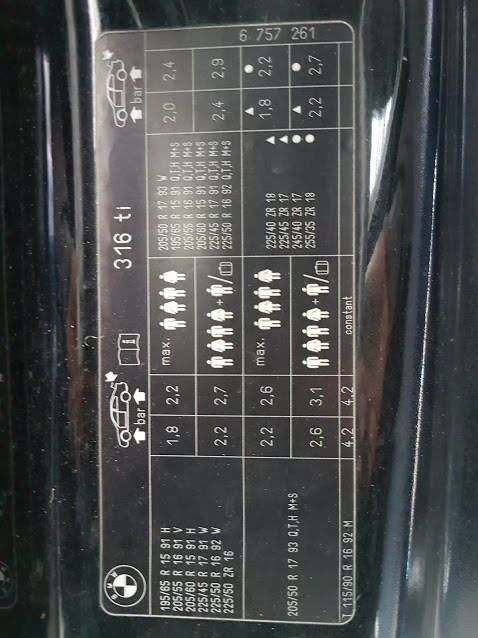 BMW
bar
i
316 ti
bar
195/65 R 15 91 H
205/55 R 16 91 V
205/60 R 15 91 H
225/45 R 17 91 W
225/50 R 16 92 W
225/50 ZR 16
1,8 2,2
max.
2,2 2,7
+ /
205/50 R 17 93 W
195/65 R 15 91 Q,T,H M+S
205/55 R 16 91 Q,T,H M+S
205/60 R 15 91 Q,T,H M+S
225/45 R 17 91 Q,T,H M+S
225/50 R 16 92 Q,T,H M+S
2,0 2,4
2,4 2,9
205/50 R 17 93 Q,T,H M+S
2,2 2,6
max.
2,6 3,1
+ /
225/40 ZR 18 ▲
225/45 ZR 17 ▲
245/40 ZR 17 ●
255/35 ZR 18 ●
▲ ●
1,8 2,2
▲ ●
2,2 2,7
T 115/90 R 16 92 M 4,2 4,2 constant
6 757 261